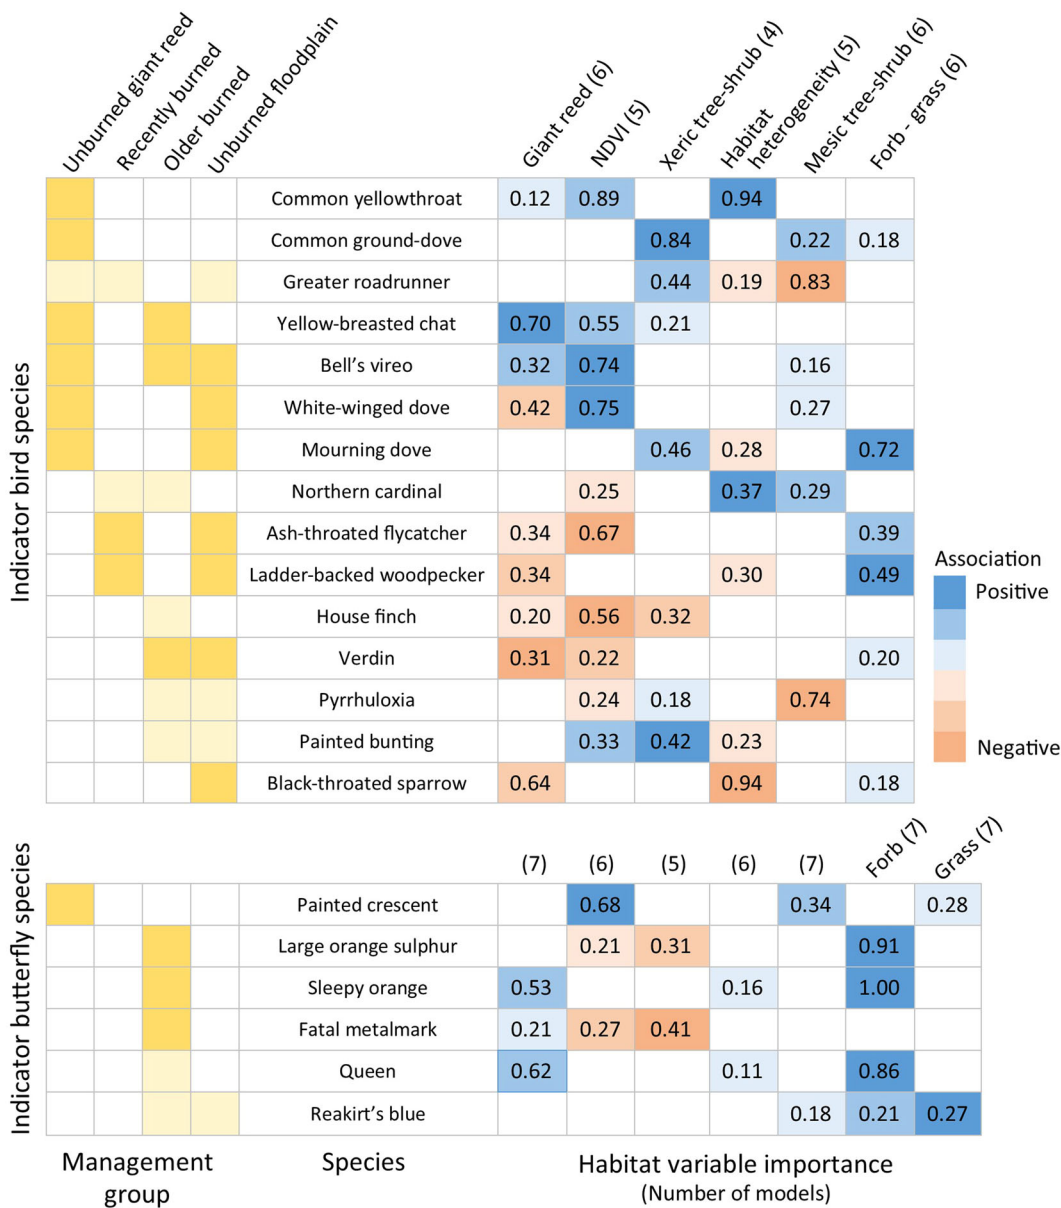 Unburned giant reed
Recently burned
Older burned
Unburned floodplain
Giant reed (6)
NDVI (5)
Xeric tree-shrub (4)
Habitat
heterogeneity (5)
Mesic tree-shrub (6)
Forb - grass (6)
Indicator bird species
Common yellowthroat 0.12 0.89 0.94
Common ground-dove 0.84 0.22 0.18
Greater roadrunner 0.44 0.19 0.83
Yellow-breasted chat 0.70 0.55 0.21
Bell’s vireo 0.32 0.74 0.16
White-winged dove 0.42 0.75 0.27
Mourning dove 0.46 0.28 0.72
Northern cardinal 0.25 0.37 0.29
Ash-throated flycatcher 0.34 0.67 0.39
Ladder-backed woodpecker 0.34 0.30 0.49
House finch 0.20 0.56 0.32
Verdin 0.31 0.22 0.20
Pyrrhuloxia 0.24 0.18 0.74
Painted bunting 0.33 0.42 0.23
Black-throated sparrow 0.64 0.94 0.18
Association
Positive
Negative
Indicator butterfly species
(7) (6) (5) (6) (7) Forb (7) Grass (7)
Painted crescent 0.68 0.34 0.28
Large orange sulphur 0.21 0.31 0.91
Sleepy orange 0.53 0.16 1.00
Fatal metalmark 0.21 0.27 0.41
Queen 0.62 0.11 0.86
Reakirt’s blue 0.18 0.21 0.27
Management
group
Species
Habitat variable importance
(Number of models)